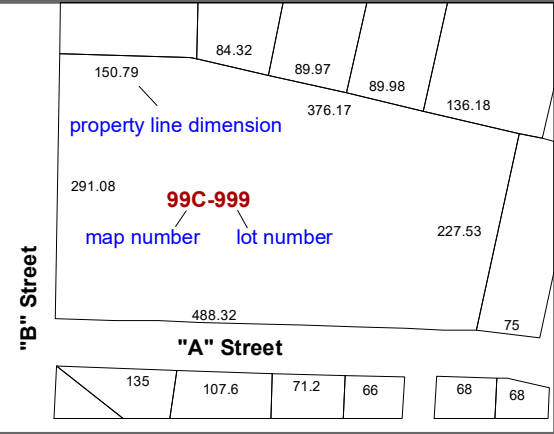 84.32
150.79
89.97
89.98
376.17
136.18
property line dimension
291.08
99C-999
map number
lot number
227.53
"B" Street
488.32
75
"A" Street
135
107.6
71.2
66
68
68